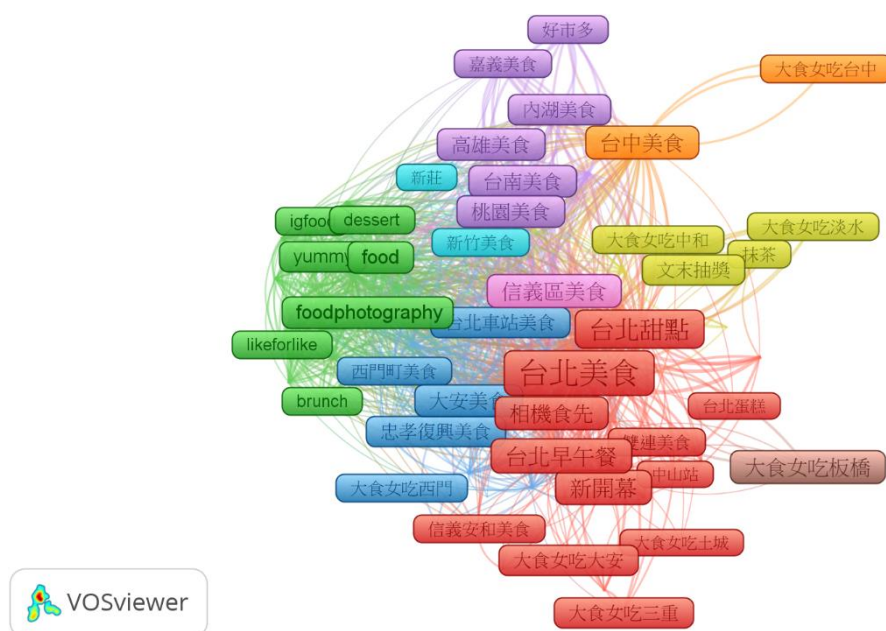 好市多
嘉義美食
大食女吃台中
內湖美食
高雄美食
台中美食
新莊
台南美食
桃園美食
igfood
dessert
大食女吃淡水
新竹美食
大食女吃中和
抹茶
yummy
food
文末抽獎
信義區美食
foodphotography
台北車站美食
台北甜點
likeforlike
西門町美食
台北美食
brunch
大安美食
相機食先
台北蛋糕
忠孝復興美食
雙連美食
台北早午餐
大食女吃板橋
中山站
大食女吃西門
新開幕
信義安和美食
大食女吃土城
大食女吃大安
大食女吃三重
VOSviewer